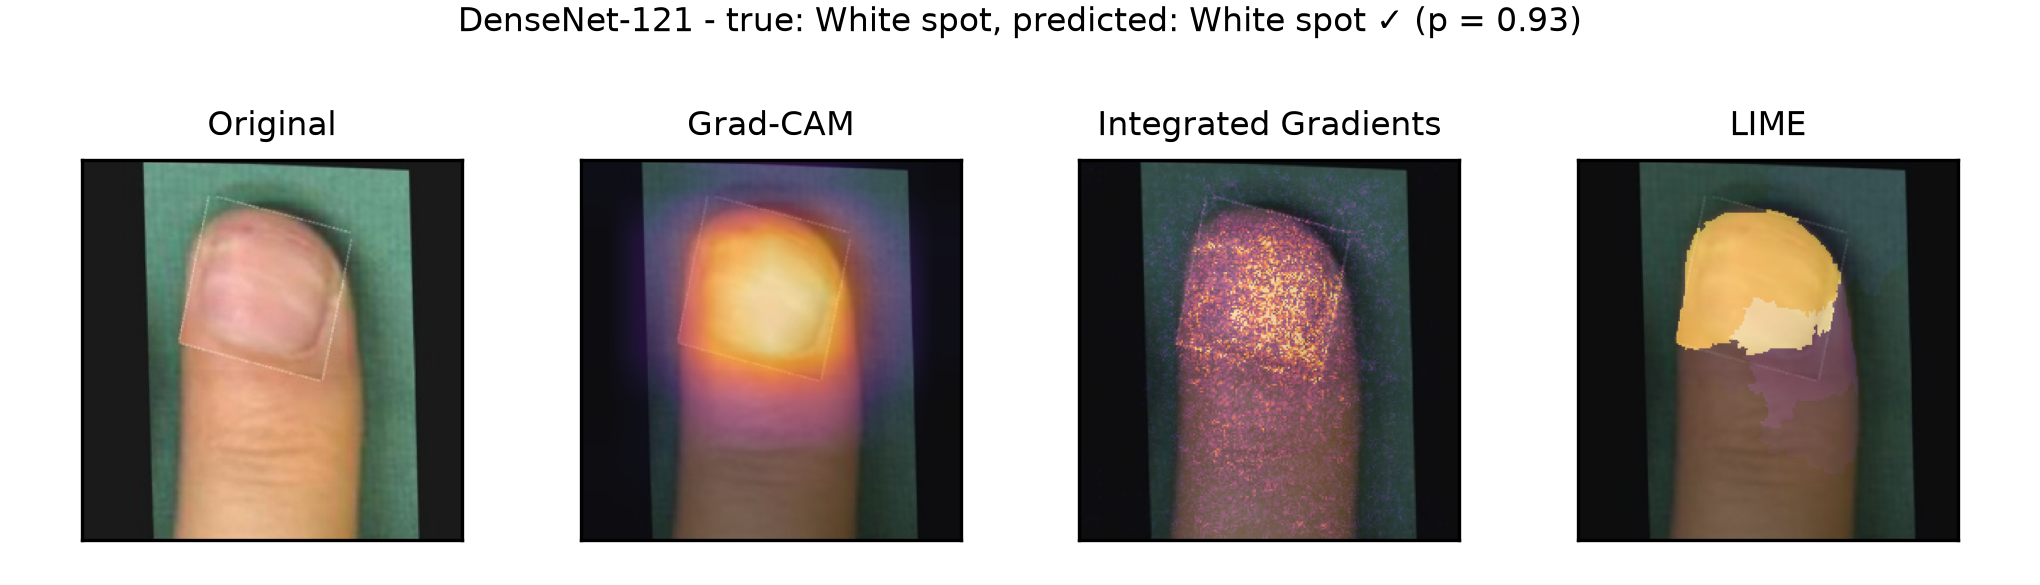 DenseNet-121 - true: White spot, predicted: White spot ✓ (p = 0.93)
Original
Grad-CAM
Integrated Gradients
LIME